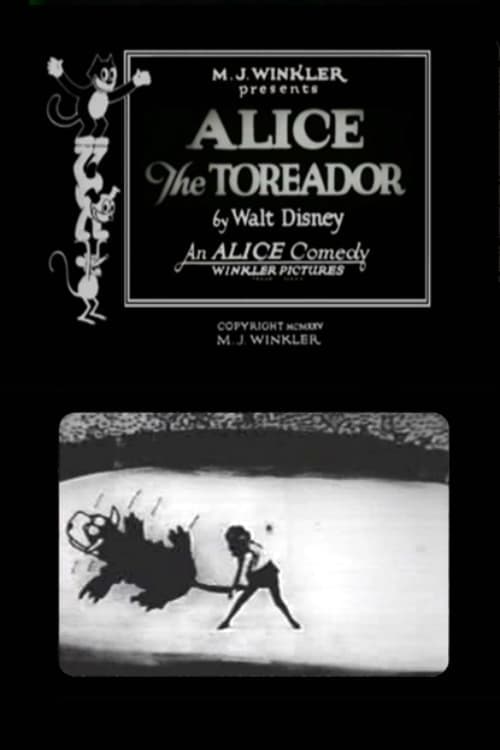 M. J. WINKLER
presents
ALICE
The TOREADOR
by Walt Disney
An ALICE Comedy
WINKLER PICTURES
COPYRIGHT MCMXXV
M. J. WINKLER